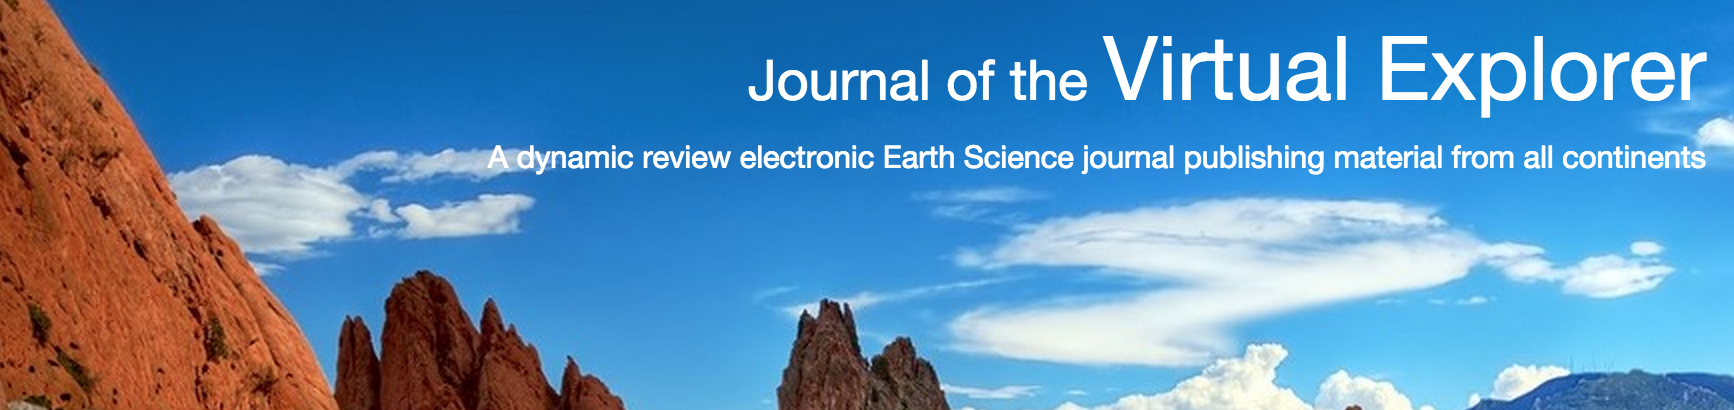 Journal of the Virtual Explorer
A dynamic review electronic Earth Science journal publishing material from all continents